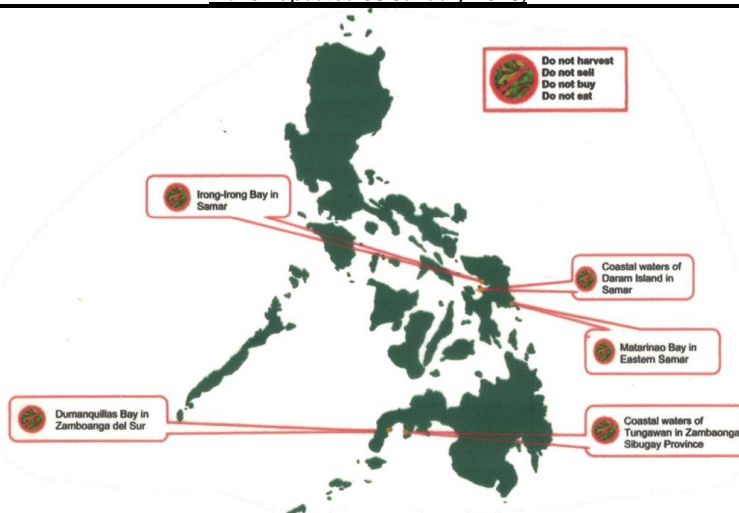 Do not harvest
Do not sell
Do not buy
Do not eat
Irong-Irong Bay in
Samar
Coastal waters of
Daram Island in
Samar
Matarinao Bay in
Eastern Samar
Dumanquillas Bay in
Zamboanga del Sur
Coastal waters of
Tungawan in Zambaonga
Sibugay Province